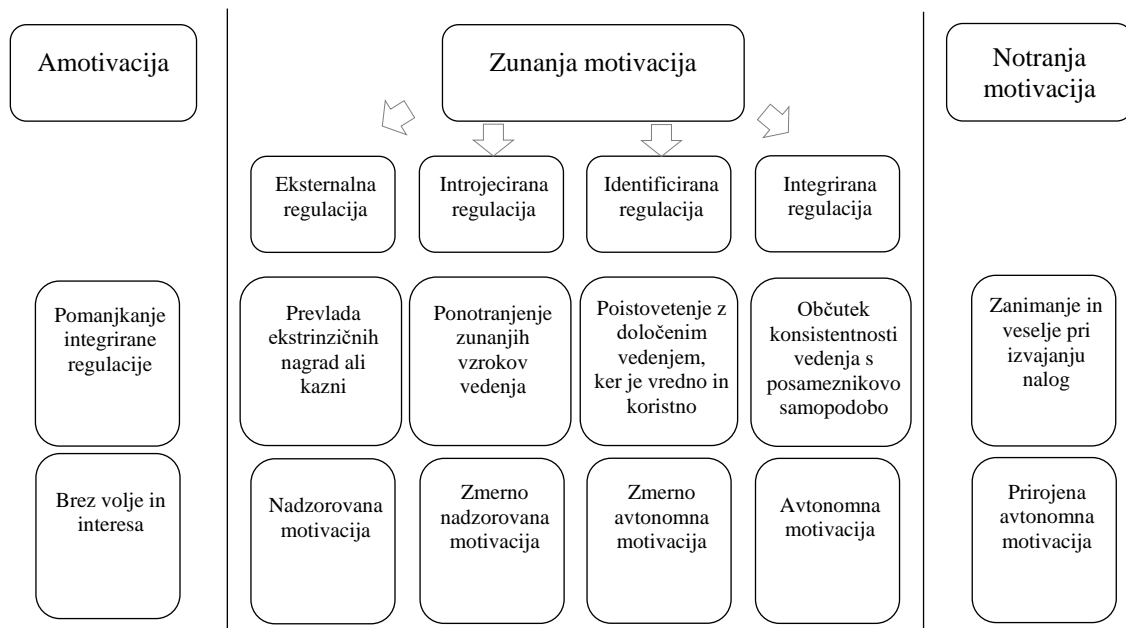 Amotivacija
Zunanja motivacija
Notranja
motivacija
Eksternalna
regulacija
Introjecirana
regulacija
Identificirana
regulacija
Integrirana
regulacija
Pomanjkanje
integrirane
regulacije
Prevlada
ekstrinzičnih
nagrad ali
kazni
Ponotranjenje
zunanjih
vzrokov
vedenja
Poistovetenje z
določenim
vedenjem,
ker je vredno in
koristno
Občutek
konsistentnosti
vedenja s
posameznikovo
samopodobo
Zanimanje in
veselje pri
izvajanju
nalog
Brez volje in
interesa
Nadzorovana
motivacija
Zmerno
nadzorovana
motivacija
Zmerno
avtonomna
motivacija
Avtonomna
motivacija
Prirojena
avtonomna
motivacija